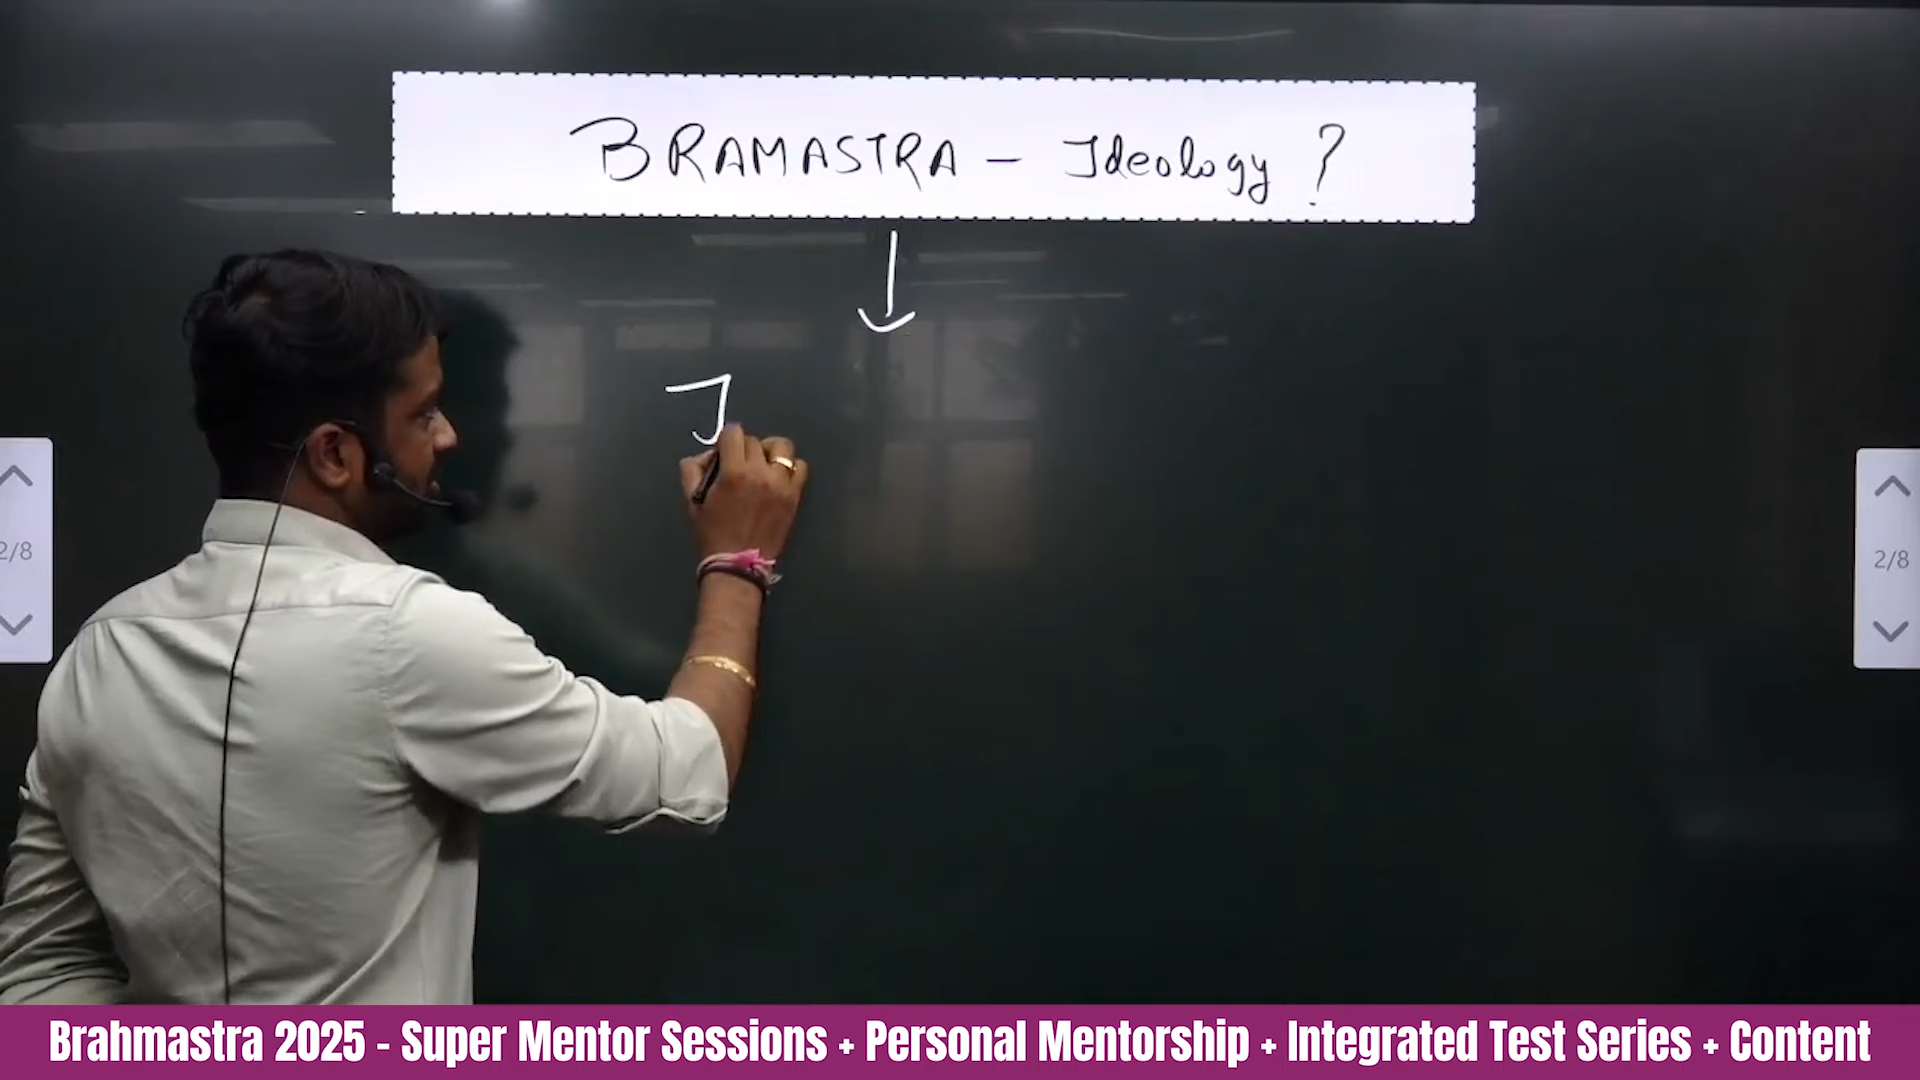 BRAMASTRA - Ideology ?
2/8
2/8
Brahmastra 2025 - Super Mentor Sessions + Personal Mentorship + Integrated Test Series + Content